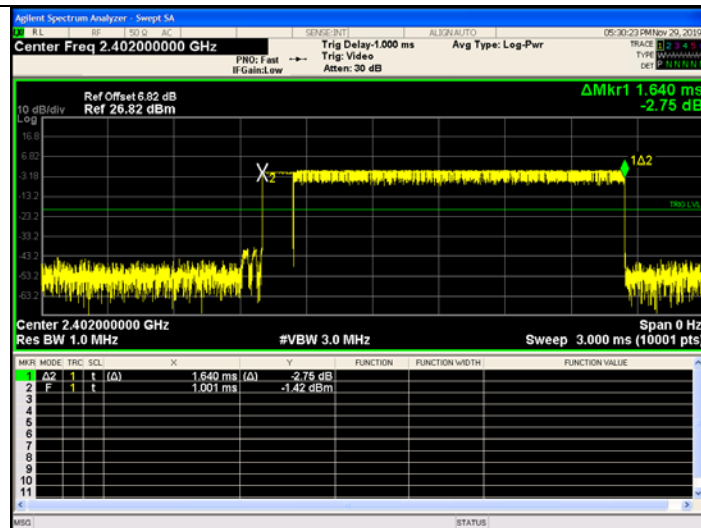 Agilent Spectrum Analyzer - Swept SA
RL RF 50 Ω AC SENSE:INT ALIGN AUTO 05:30:23 PM Nov 29, 2019
Center Freq 2.402000000 GHz
PNO: Fast
IFGain:Low
Trig Delay-1.000 ms
Trig: Video
Atten: 30 dB
Avg Type: Log-Pwr
TRACE 1 2 3 4 5
TYPE
DET P N N N N
Ref Offset 6.82 dB
Ref 26.82 dBm
10 dB/div
Log
ΔMkr1 1.640 ms
-2.75 dB
16.8
6.82
-3.18
-13.2
-23.2
-33.2
-43.2
-53.2
-63.2
X2
1Δ2
TRIG LVL
Center 2.402000000 GHz
Res BW 1.0 MHz
#VBW 3.0 MHz
Span 0 Hz
Sweep 3.000 ms (10001 pts)
MKR MODE TRC SCL X Y FUNCTION FUNCTION WIDTH FUNCTION VALUE
1 Δ2 1 t (Δ) 1.640 ms (Δ) -2.75 dB
2 F 1 t 1.001 ms -1.42 dBm
3
4
5
6
7
8
9
10
11
MSG STATUS